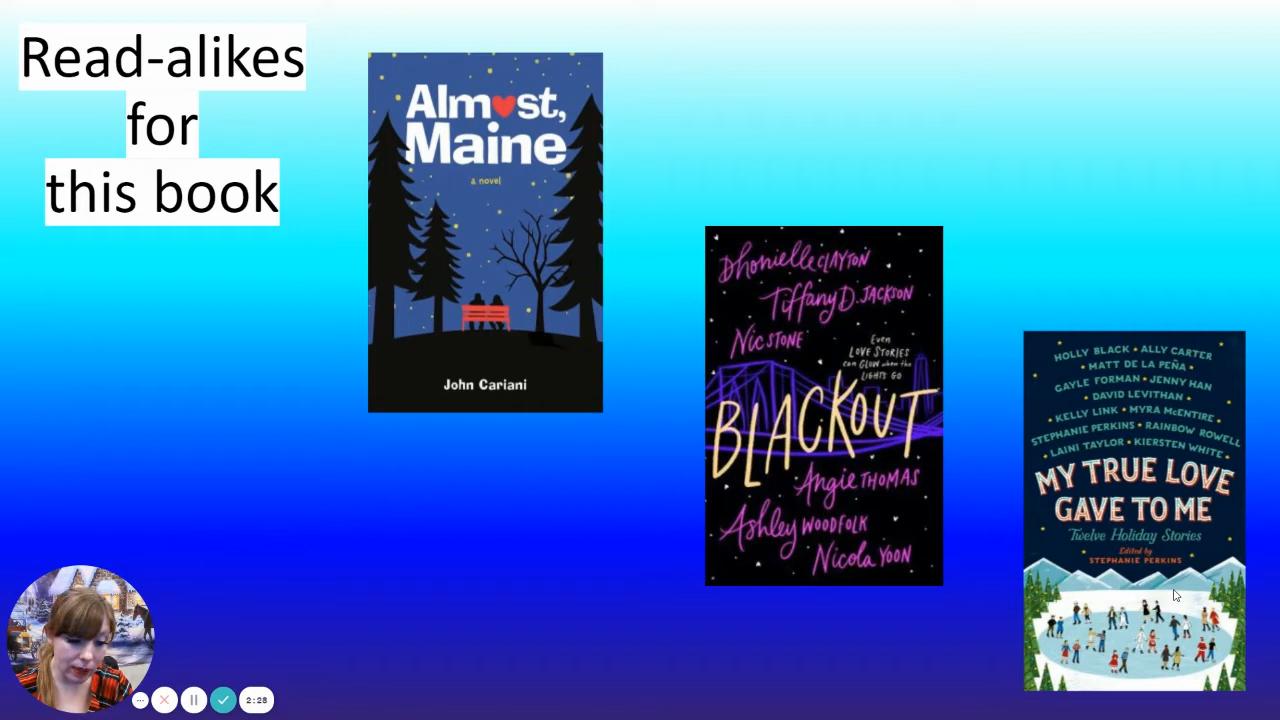 Read-alikes
for
this book
Alm♥st,
Maine
a novel
John Cariani
Dhonielle CLAYTON
Tiffany D. JACKSON
Nic STONE
Even
LOVE STORIES
can GLOW when the
LIGHTS GO
BLACKOUT
Angie THOMAS
Ashley WOODFOLK
Nicola YOON
HOLLY BLACK • ALLY CARTER
• MATT DE LA PEÑA •
GAYLE FORMAN • JENNY HAN
• DAVID LEVITHAN •
• KELLY LINK • MYRA McENTIRE •
STEPHANIE PERKINS • RAINBOW ROWELL
• LAINI TAYLOR • KIERSTEN WHITE •
MY TRUE LOVE
GAVE TO ME
Twelve Holiday Stories
Edited by
STEPHANIE PERKINS
2:28